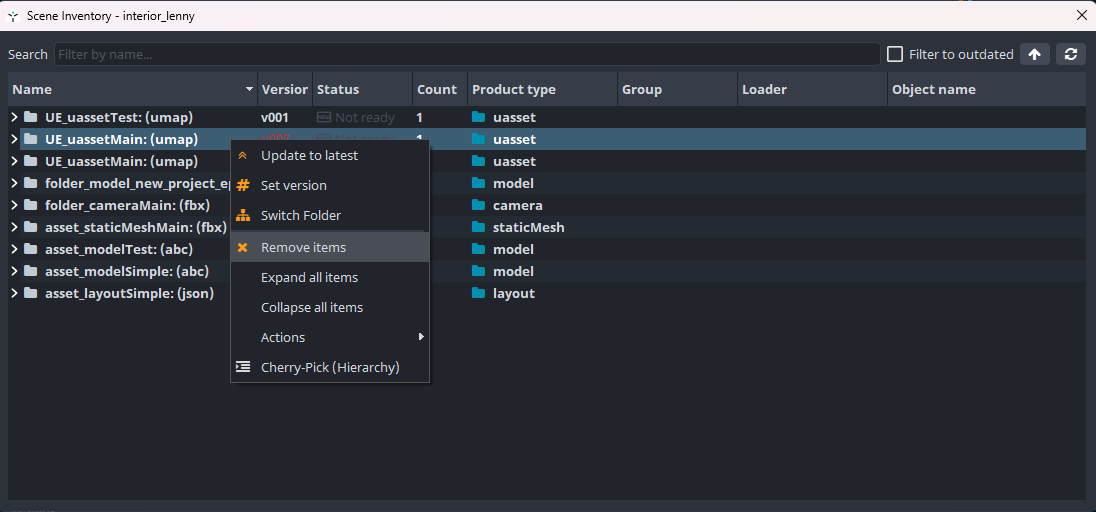 Scene Inventory - interior_lenny
Search Filter by name... Filter to outdated
Name Version Status Count Product type Group Loader Object name
UE_uassetTest: (umap) v001 NEW Not ready 1 uasset
UE_uassetMain: (umap) Not ready 1 uasset
UE_uassetMain: (umap) uasset
folder_model_new_project_ep model
folder_cameraMain: (fbx) camera
asset_staticMeshMain: (fbx) staticMesh
asset_modelTest: (abc) model
asset_modelSimple: (abc) model
asset_layoutSimple: (json) layout
Update to latest
Set version
Switch Folder
Remove items
Expand all items
Collapse all items
Actions
Cherry-Pick (Hierarchy)